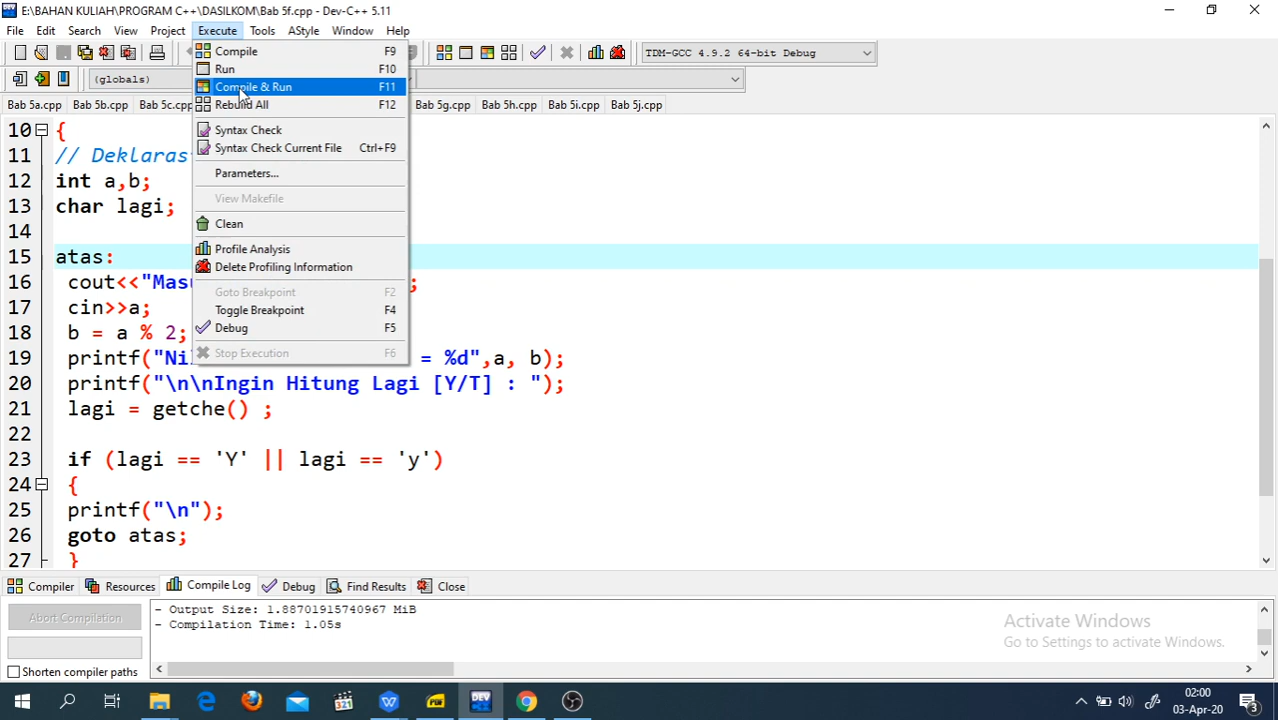 E:\BAHAN KULIAH\PROGRAM C++\DASILKOM\Bab 5f.cpp - Dev-C++ 5.11
File Edit Search View Project Execute Tools AStyle Window Help
TDM-GCC 4.9.2 64-bit Debug
(globals)
Bab 5a.cpp Bab 5b.cpp Bab 5c.cpp Bab 5g.cpp Bab 5h.cpp Bab 5i.cpp Bab 5j.cpp
Compile F9
Run F10
Compile & Run F11
Rebuild All F12
Syntax Check
Syntax Check Current File Ctrl+F9
Parameters...
View Makefile
Clean
Profile Analysis
Delete Profiling Information
Goto Breakpoint F2
Toggle Breakpoint F4
Debug F5
Stop Execution F6
10 {
11 // Deklaras
12 int a,b;
13 char lagi;
14
15 atas:
16 cout<<"Mas ;
17 cin>>a;
18 b = a % 2;
19 printf("Ni = %d",a, b);
20 printf("\n\nIngin Hitung Lagi [Y/T] : ");
21 lagi = getche() ;
22
23 if (lagi == 'Y' || lagi == 'y')
24 {
25 printf("\n");
26 goto atas;
27 }
Compiler Resources Compile Log Debug Find Results Close
Abort Compilation
Shorten compiler paths
- Output Size: 1.88701915740967 MiB
- Compilation Time: 1.05s
Activate Windows
Go to Settings to activate Windows.
02:00
03-Apr-20
3